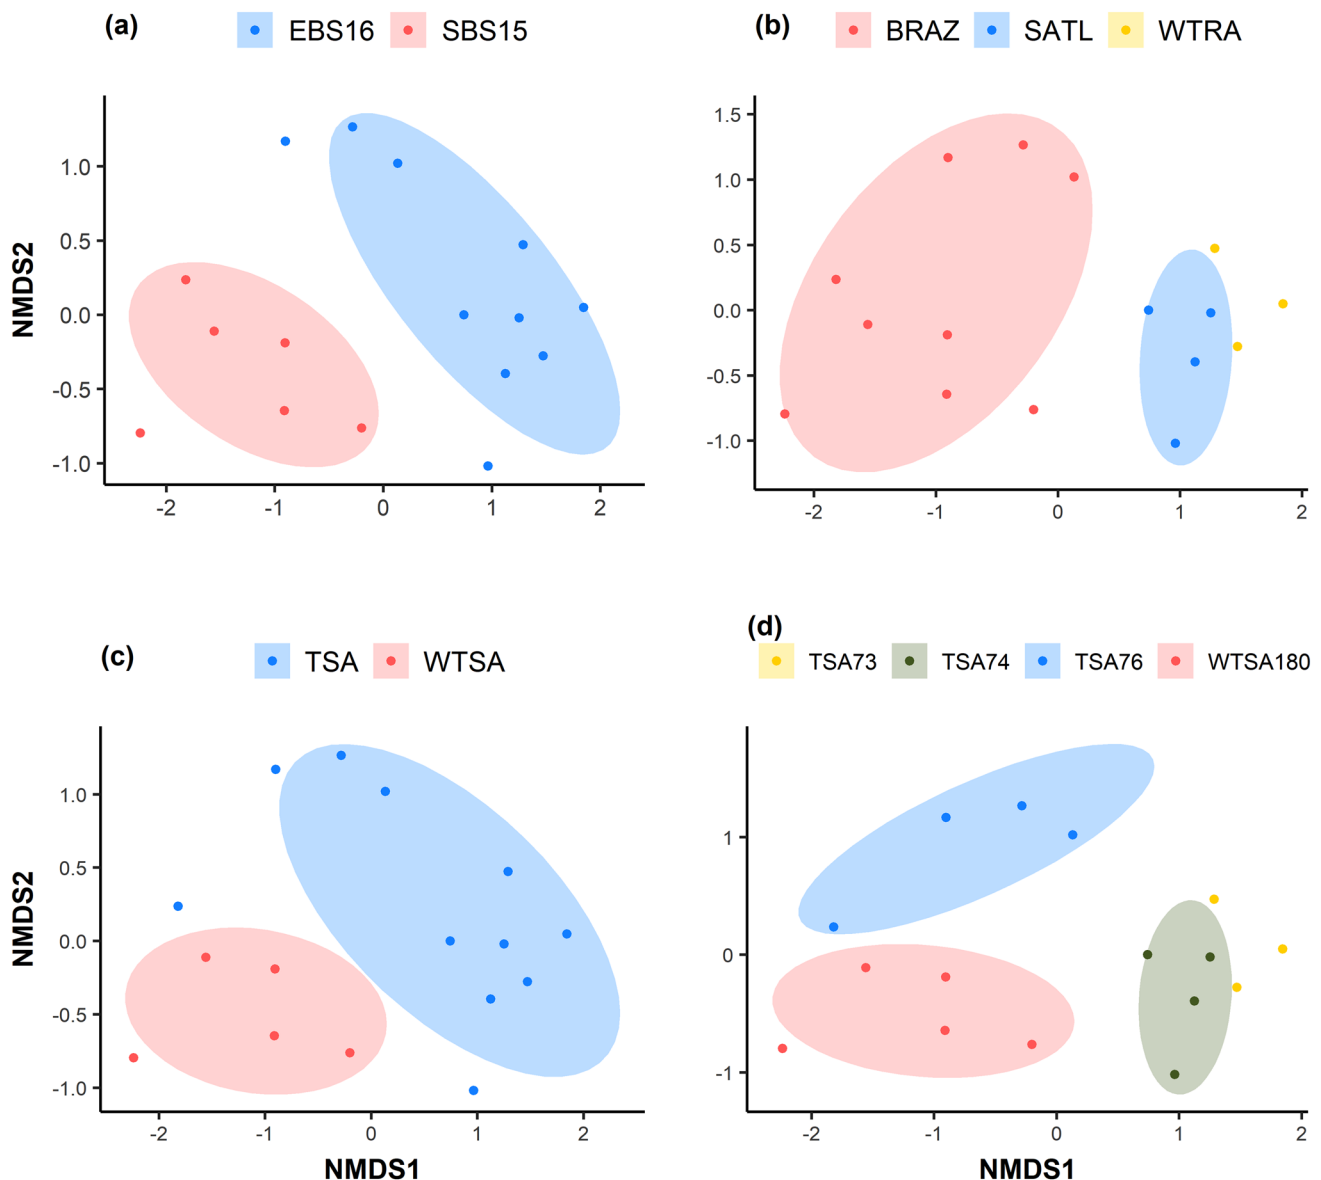 (a) EBS16 SBS15
NMDS2
1.0
0.5
0.0
-0.5
-1.0
-2 -1 0 1 2
(b) BRAZ SATL WTRA
1.5
1.0
0.5
0.0
-0.5
-1.0
-2 -1 0 1 2
(c) TSA WTSA
NMDS2
1.0
0.5
0.0
-0.5
-1.0
-2 -1 0 1 2
NMDS1
(d)
TSA73 TSA74 TSA76 WTSA180
1
0
-1
-2 -1 0 1 2
NMDS1